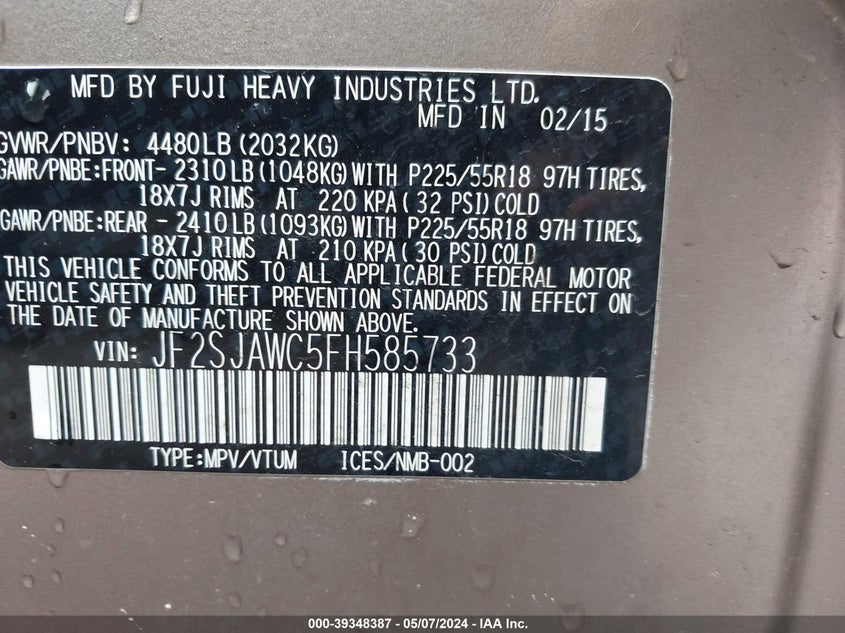 MFD BY FUJI HEAVY INDUSTRIES LTD.
MFD IN 02/15
GVWR/PNBV: 4480LB (2032KG)
GAWR/PNBE:FRONT- 2310LB (1048KG) WITH P225/55R18 97H TIRES,
18X7J RIMS AT 220 KPA ( 32 PSI) COLD
GAWR/PNBE:REAR - 2410LB (1093KG) WITH P225/55R18 97H TIRES,
18X7J RIMS AT 210 KPA ( 30 PSI) COLD
THIS VEHICLE CONFORMS TO ALL APPLICABLE FEDERAL MOTOR
VEHICLE SAFETY AND THEFT PREVENTION STANDARDS IN EFFECT ON
THE DATE OF MANUFACTURE SHOWN ABOVE.
VIN: JF2SJAWC5FH585733
TYPE:MPV/VTUM ICES/NMB-002
000-39348387 - 05/07/2024 - IAA Inc.